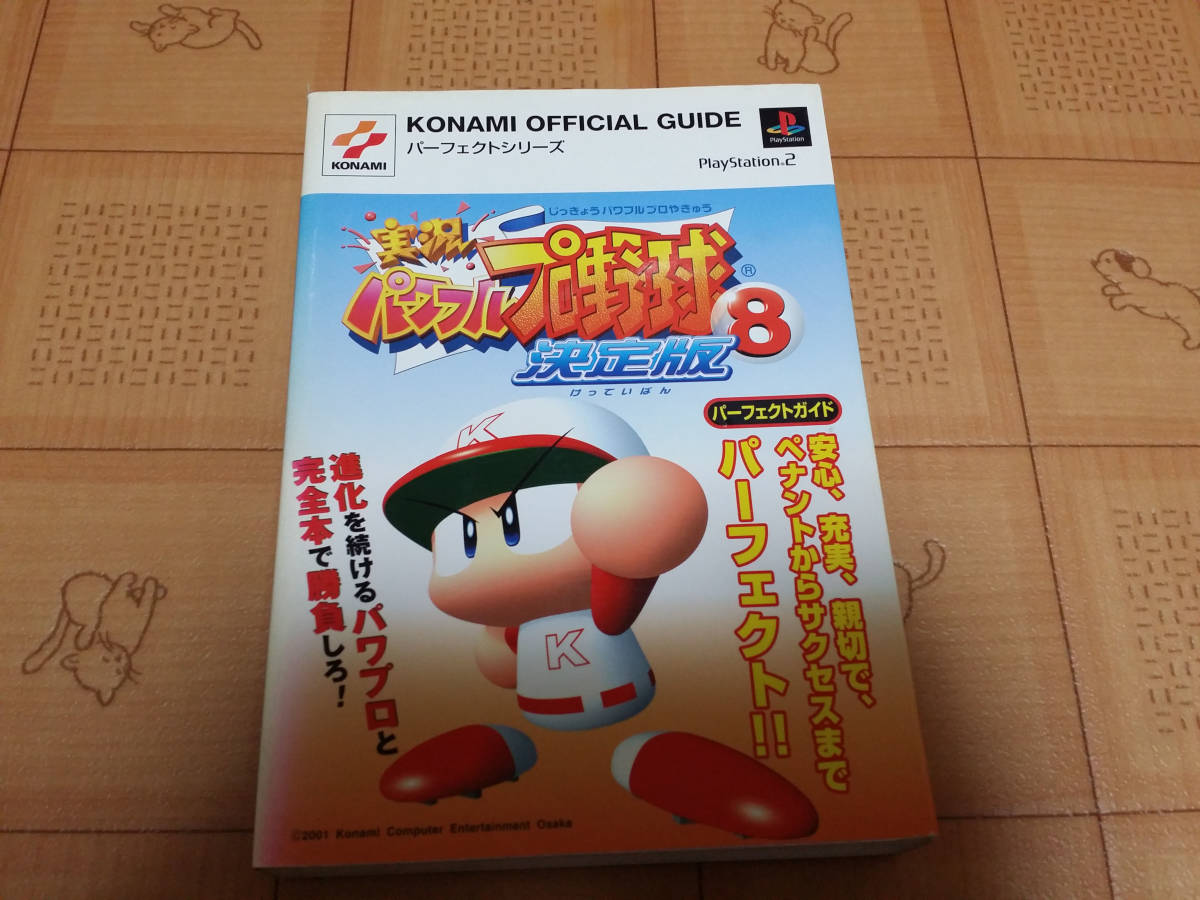 KONAMI
KONAMI OFFICIAL GUIDE
パーフェクトシリーズ
PlayStation
PlayStation®2
じっきょうパワフルプロやきゅう
実況
パワフル
プロ野球
®
8
決定版
けっていばん
パーフェクトガイド
安心、充実、親切で、
ペナントからサクセスまで
パーフェクト!!
進化を続けるパワプロと
完全本で勝負しろ!
K
K
©2001 Konami Computer Entertainment Osaka